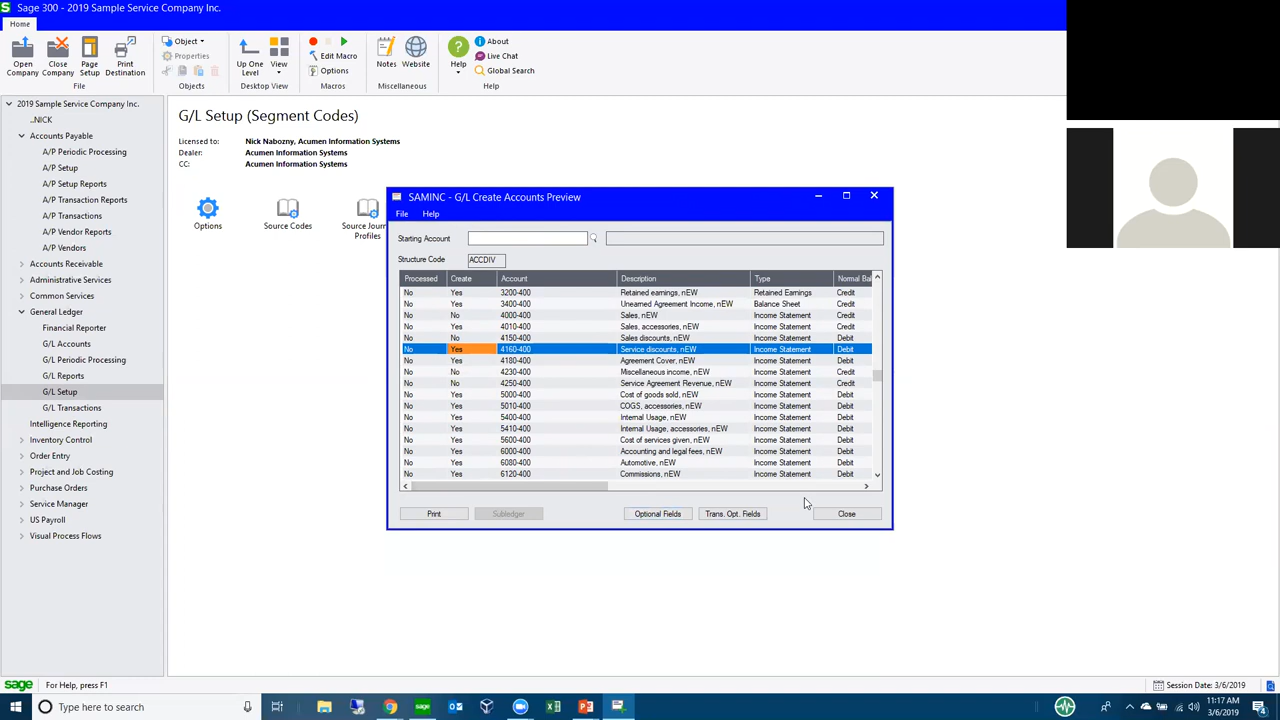 Sage 300 - 2019 Sample Service Company Inc.
Home
Open Company
Close Company
Page Setup
Print Destination
File
Object
Properties
Objects
Up One Level
View
Desktop View
Edit Macro
Options
Macros
Notes
Website
Miscellaneous
Help
About
Live Chat
Global Search
Help
2019 Sample Service Company Inc.
..NICK
Accounts Payable
A/P Periodic Processing
A/P Setup
A/P Setup Reports
A/P Transaction Reports
A/P Transactions
A/P Vendor Reports
A/P Vendors
Accounts Receivable
Administrative Services
Common Services
General Ledger
Financial Reporter
G/L Accounts
G/L Periodic Processing
G/L Reports
G/L Setup
G/L Transactions
Intelligence Reporting
Inventory Control
Order Entry
Project and Job Costing
Purchase Orders
Service Manager
US Payroll
Visual Process Flows
G/L Setup (Segment Codes)
Licensed to: Nick Nabozny, Acumen Information Systems
Dealer: Acumen Information Systems
CC: Acumen Information Systems
Options
Source Codes
Source Journal Profiles
SAMINC - G/L Create Accounts Preview
File Help
Starting Account
Structure Code ACCDIV
Processed Create Account Description Type Normal Bal
No Yes 3200-400 Retained earnings, nEW Retained Earnings Credit
No Yes 3400-400 Unearned Agreement Income, nEW Balance Sheet Credit
No No 4000-400 Sales, nEW Income Statement Credit
No Yes 4010-400 Sales, accessories, nEW Income Statement Credit
No No 4150-400 Sales discounts, nEW Income Statement Debit
No Yes 4160-400 Service discounts, nEW Income Statement Debit
No Yes 4180-400 Agreement Cover, nEW Income Statement Debit
No No 4230-400 Miscellaneous income, nEW Income Statement Credit
No No 4250-400 Service Agreement Revenue, nEW Income Statement Credit
No Yes 5000-400 Cost of goods sold, nEW Income Statement Debit
No Yes 5010-400 COGS, accessories, nEW Income Statement Debit
No Yes 5400-400 Internal Usage, nEW Income Statement Debit
No Yes 5410-400 Internal Usage, accessories, nEW Income Statement Debit
No Yes 5600-400 Cost of services given, nEW Income Statement Debit
No Yes 6000-400 Accounting and legal fees, nEW Income Statement Debit
No Yes 6080-400 Automotive, nEW Income Statement Debit
No Yes 6120-400 Commissions, nEW Income Statement Debit
Print Subledger Optional Fields Trans. Opt. Fields Close
sage For Help, press F1 Session Date: 3/6/2019
Type here to search
11:17 AM
3/6/2019
4